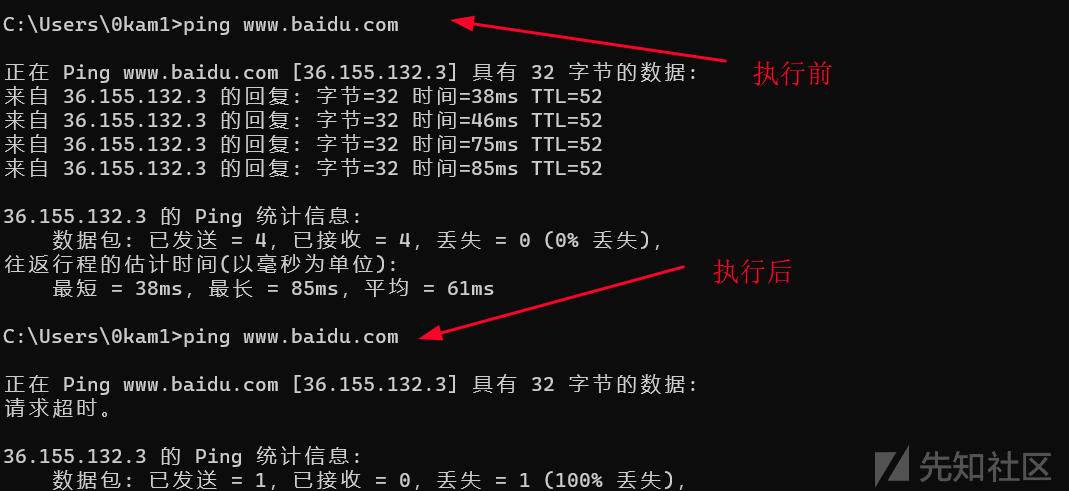 C:\Users\0kam1>ping www.baidu.com
执行前
正在 Ping www.baidu.com [36.155.132.3] 具有 32 字节的数据:
来自 36.155.132.3 的回复: 字节=32 时间=38ms TTL=52
来自 36.155.132.3 的回复: 字节=32 时间=46ms TTL=52
来自 36.155.132.3 的回复: 字节=32 时间=75ms TTL=52
来自 36.155.132.3 的回复: 字节=32 时间=85ms TTL=52
36.155.132.3 的 Ping 统计信息:
数据包: 已发送 = 4, 已接收 = 4, 丢失 = 0 (0% 丢失),
往返行程的估计时间(以毫秒为单位):
最短 = 38ms, 最长 = 85ms, 平均 = 61ms
执行后
C:\Users\0kam1>ping www.baidu.com
正在 Ping www.baidu.com [36.155.132.3] 具有 32 字节的数据:
请求超时。
36.155.132.3 的 Ping 统计信息:
数据包: 已发送 = 1, 已接收 = 0, 丢失 = 1 (100% 丢失),
先知社区